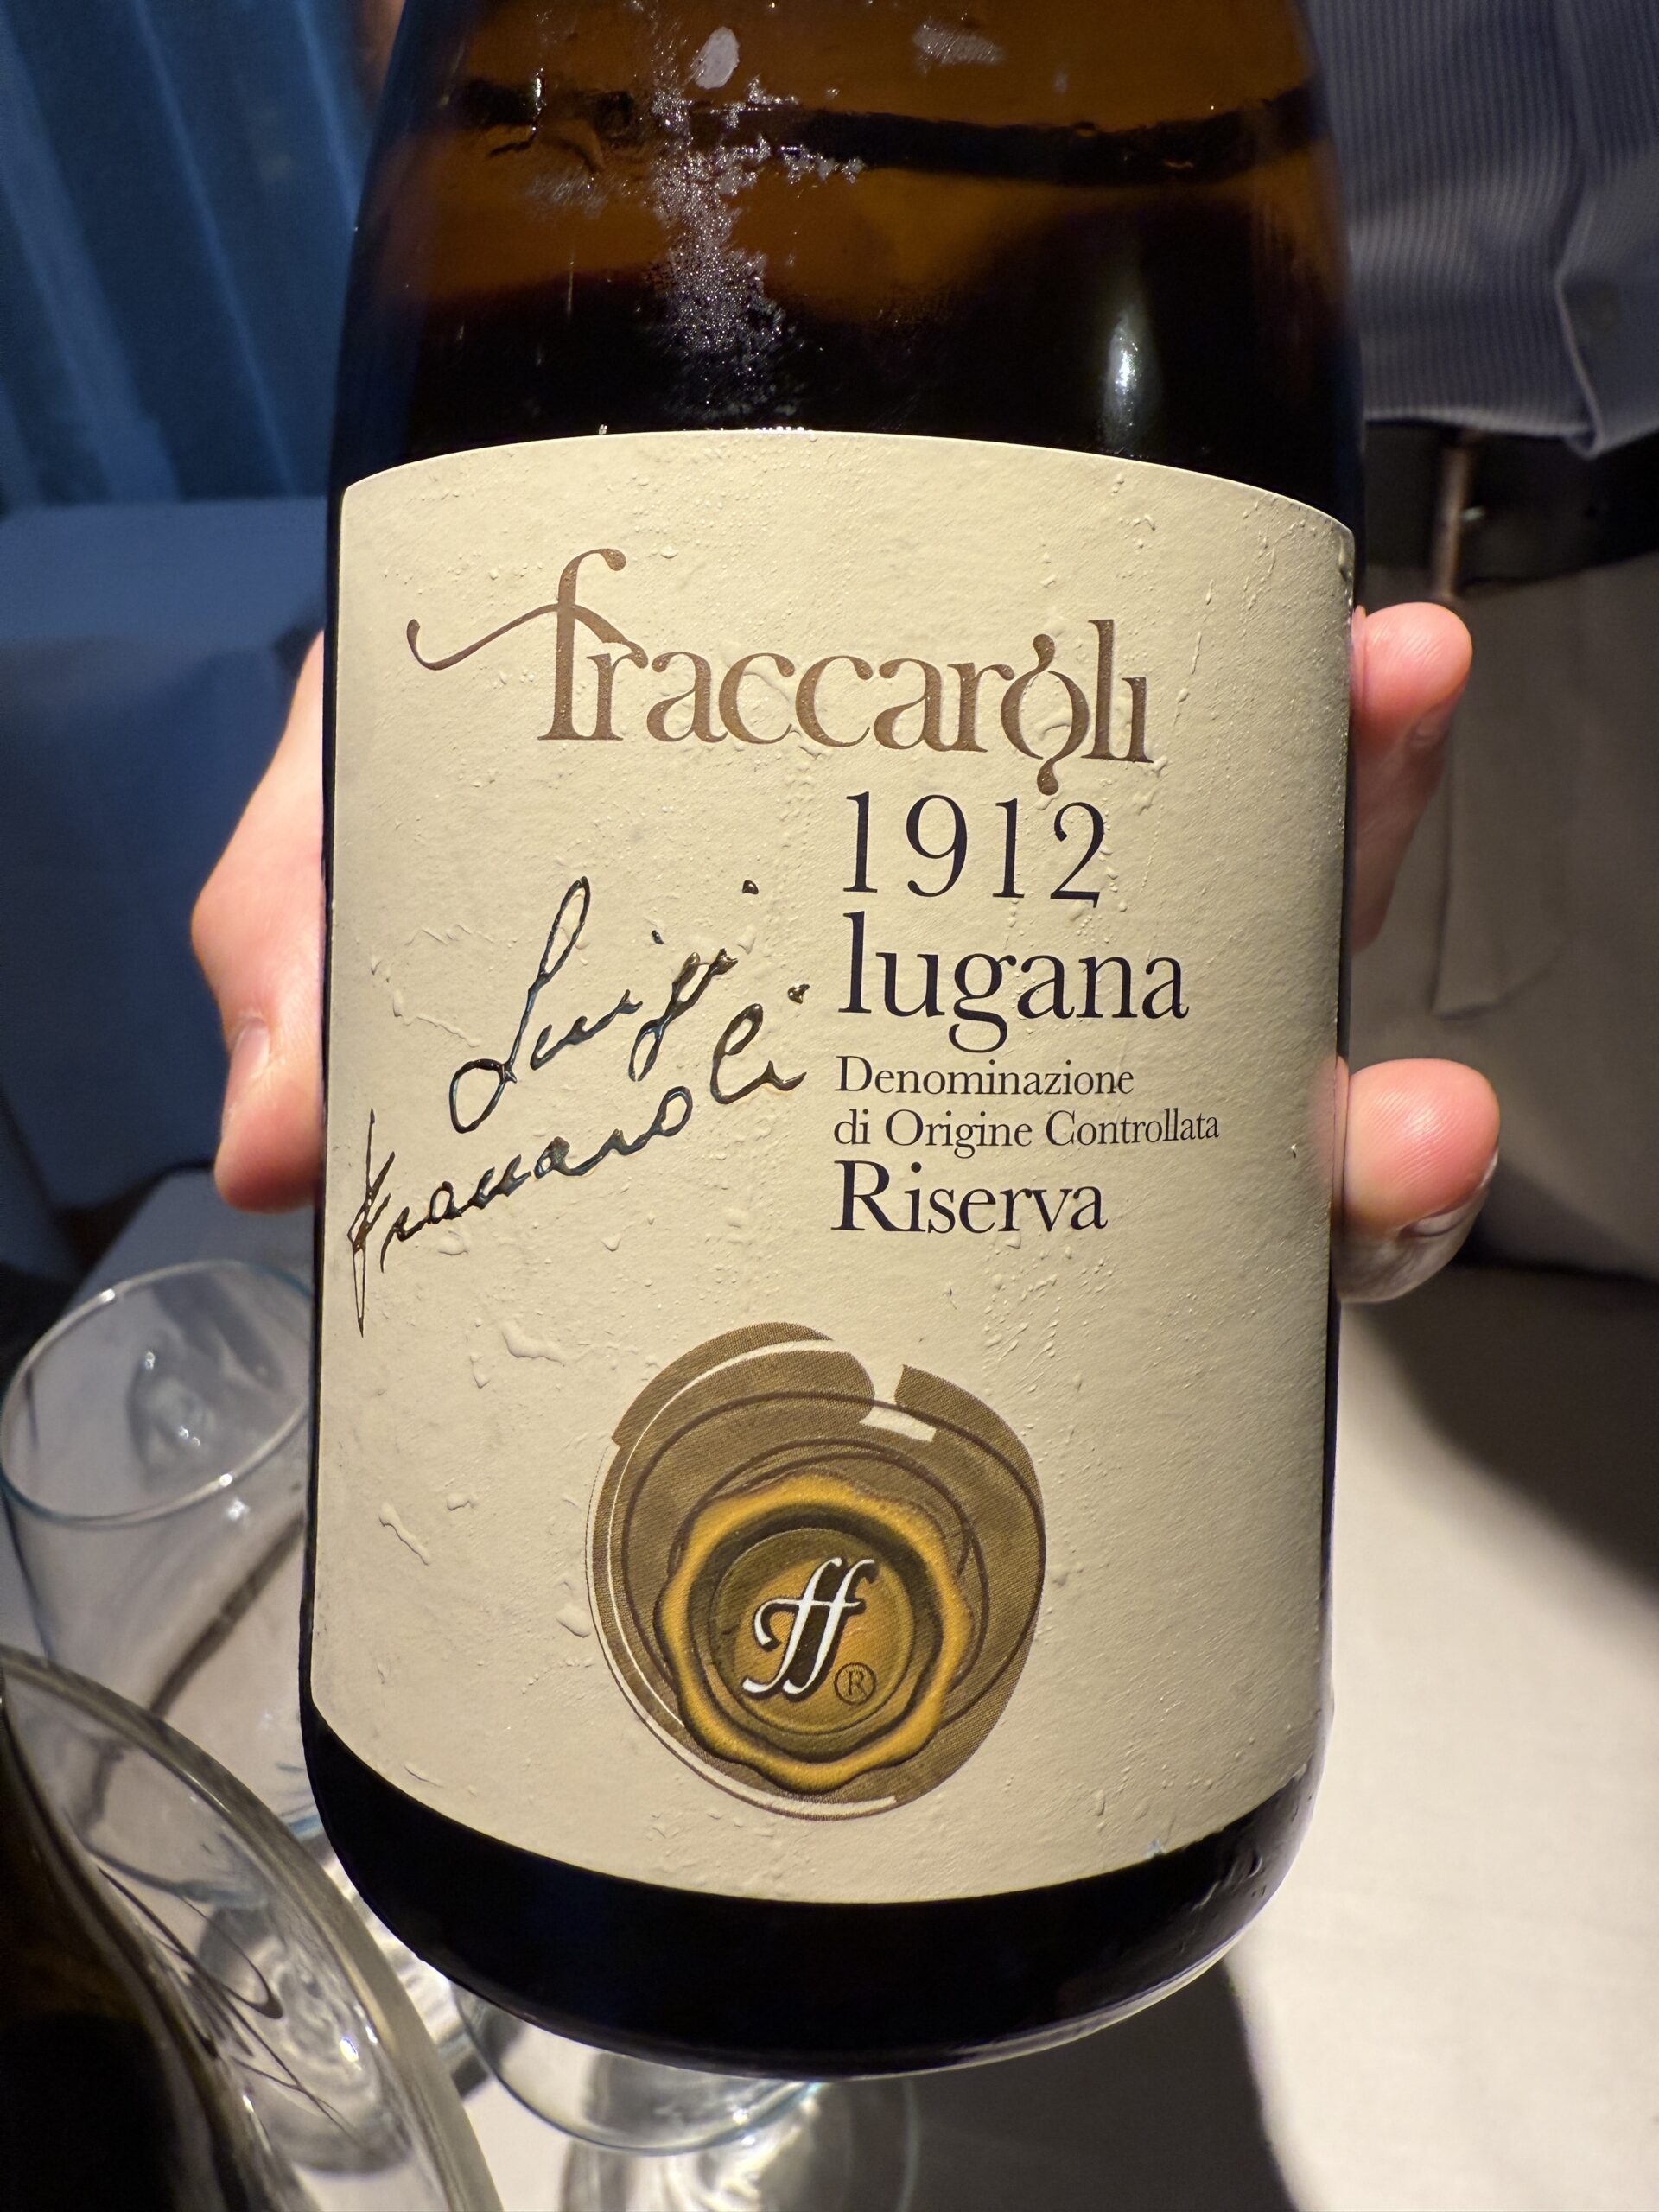 fraccaroli
1912
lugana
Denominazione
di Origine Controllata
Riserva
Luigi
Fraccaroli
ff
®